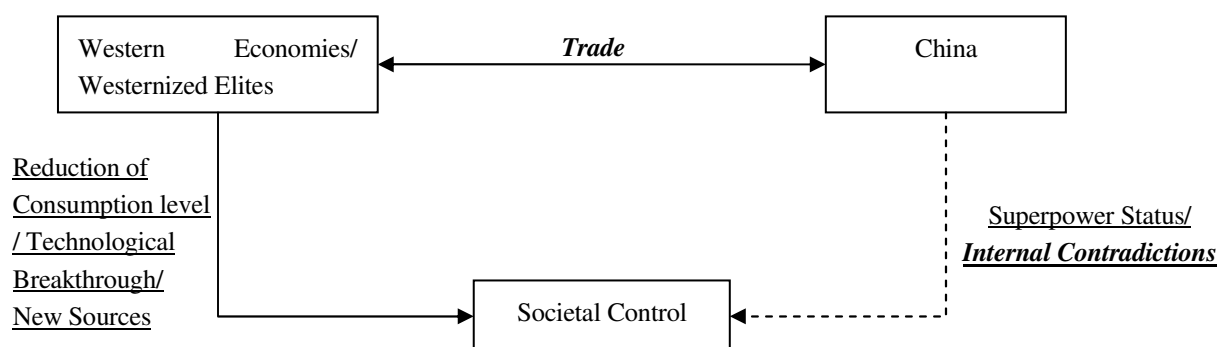 Western Economies/
Westernized Elites
Trade
China
Reduction of
Consumption level
/ Technological
Breakthrough/
New Sources
Superpower Status/
Internal Contradictions
Societal Control